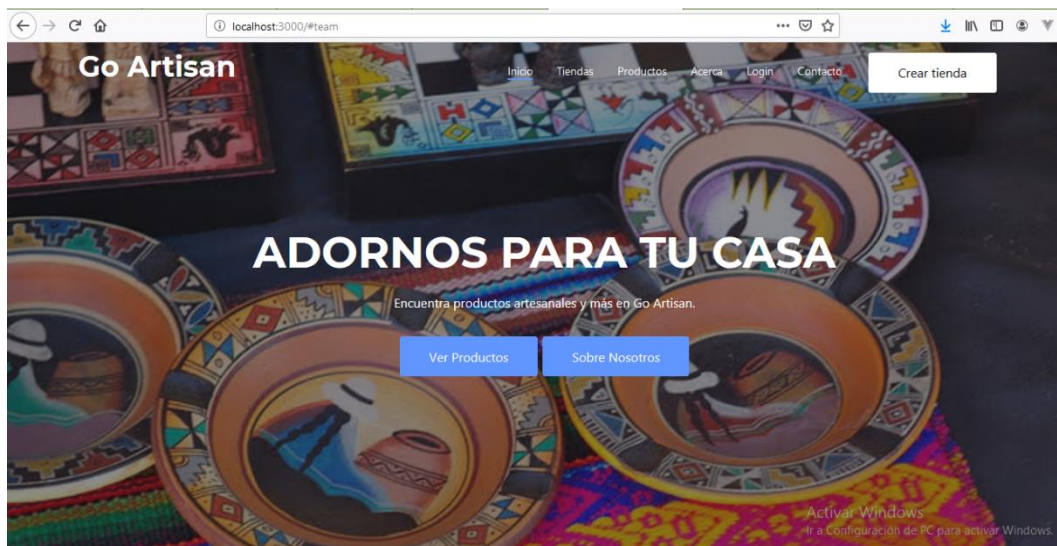 localhost:3000/#team
Go Artisan
Inicio Tiendas Productos Acerca Login Contacto Crear tienda
ADORNOS PARA TU CASA
Encuentra productos artesanales y más en Go Artisan.
Ver Productos Sobre Nosotros
Activar Windows
Ir a Configuración de PC para activar Windows.